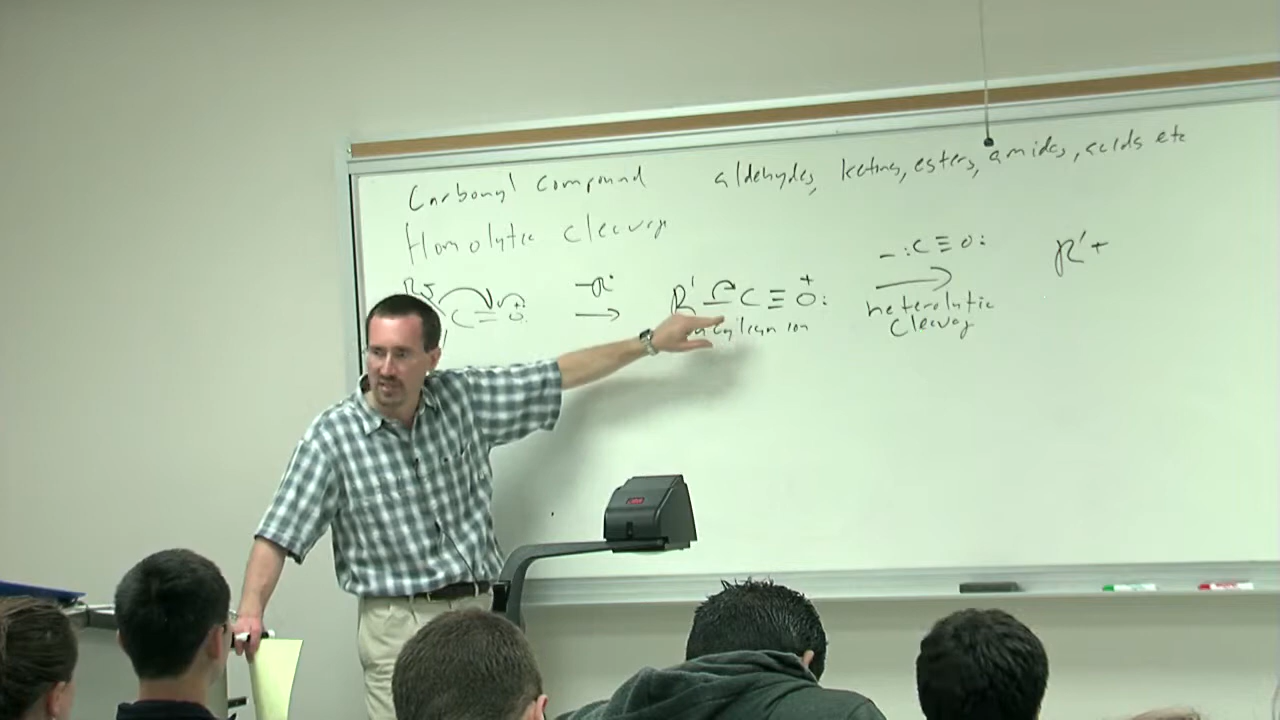 Carbonyl compound aldehydes, ketones, esters, amides, acids etc
Homolytic cleavage
R C=O: -R· → R'-C≡O:+ -:C≡O: → R'+
acylium ion heterolytic
cleavage